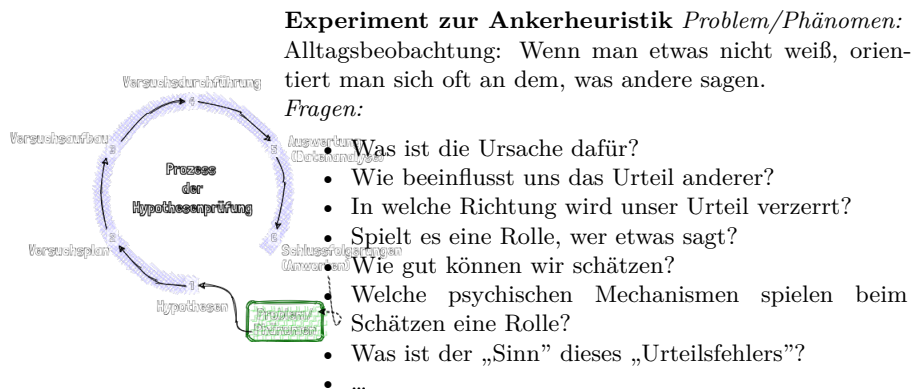 Experiment zur Ankerheuristik Problem/Phänomen:
Alltagsbeobachtung: Wenn man etwas nicht weiß, orien-
tiert man sich oft an dem, was andere sagen.
Fragen:
• Was ist die Ursache dafür?
• Wie beeinflusst uns das Urteil anderer?
• In welche Richtung wird unser Urteil verzerrt?
• Spielt es eine Rolle, wer etwas sagt?
• Wie gut können wir schätzen?
• Welche psychischen Mechanismen spielen beim
Schätzen eine Rolle?
• Was ist der „Sinn” dieses „Urteilsfehlers”?
• ...
Versuchsdurchführung
4
Versuchsaufbau
3
5
Auswertung
(Datenanalyse)
Prozess
der
Hypothesenprüfung
Versuchsplan
2
6
Schlussfolgerungen
(Antworten)
1
Hypothesen
Problem/
Phänomen